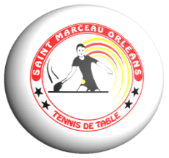 SAINT MARCEAU ORLEANS
TENNIS DE TABLE